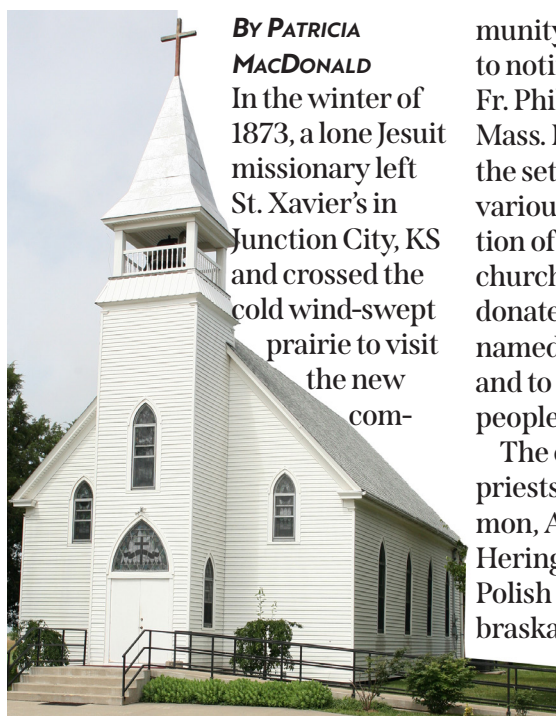 BY PATRICIA
MACDONALD
In the winter of
1873, a lone Jesuit
missionary left
St. Xavier's in
Junction City, KS
and crossed the
cold wind-swept
prairie to visit
the new
com-
munity
to noti
Fr. Phi
Mass.
the set
variou
tion of
church
donate
named
and to
people
The
priests
mon, A
Hering
Polish
braska